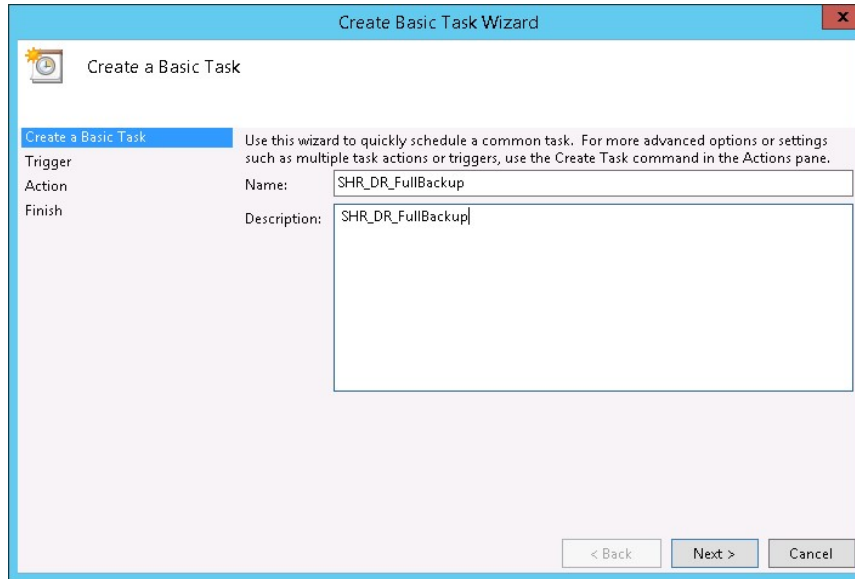 Create Basic Task Wizard
x
Create a Basic Task
Create a Basic Task
Trigger
Action
Finish
Use this wizard to quickly schedule a common task. For more advanced options or settings
such as multiple task actions or triggers, use the Create Task command in the Actions pane.
Name: SHR_DR_FullBackup
Description: SHR_DR_FullBackup
< Back Next > Cancel